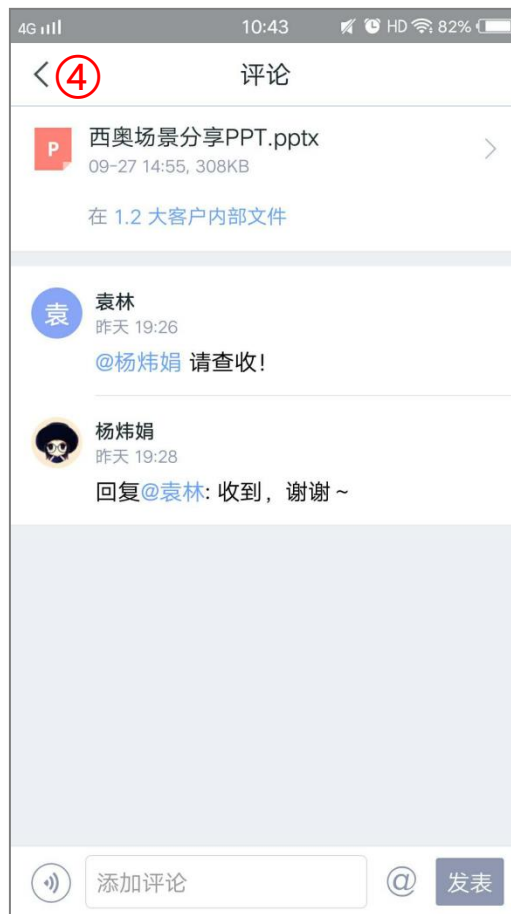 4G 10:43 HD 82%
④ 评论
P 西奥场景分享PPT.pptx
09-27 14:55, 308KB
在 1.2 大客户内部文件
袁 袁林
昨天 19:26
@杨炜娟 请查收!
杨炜娟
昨天 19:28
回复@袁林: 收到，谢谢~
添加评论 @ 发表